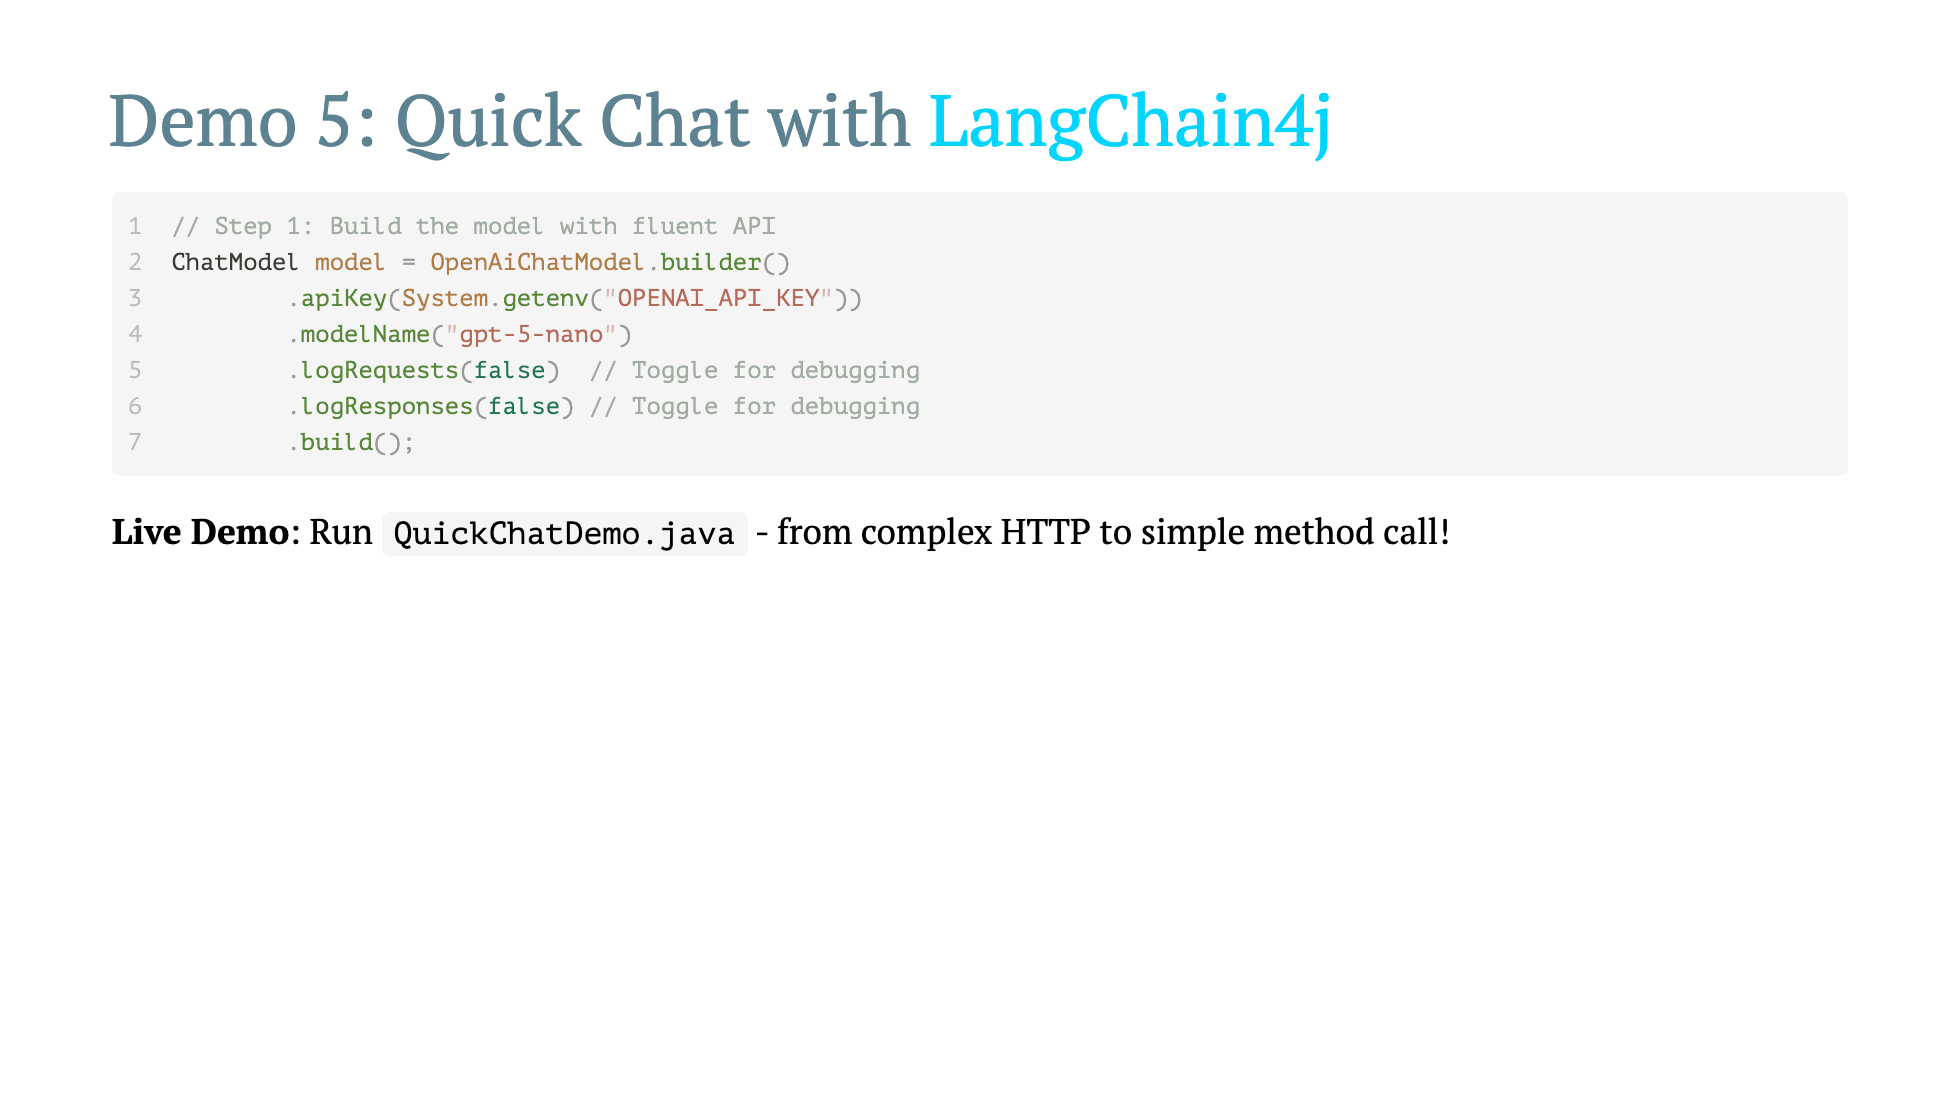 Demo 5: Quick Chat with LangChain4j
1 // Step 1: Build the model with fluent API
2 ChatModel model = OpenAiChatModel.builder()
3         .apiKey(System.getenv("OPENAI_API_KEY"))
4         .modelName("gpt-5-nano")
5         .logRequests(false)  // Toggle for debugging
6         .logResponses(false) // Toggle for debugging
7         .build();
Live Demo: Run QuickChatDemo.java - from complex HTTP to simple method call!